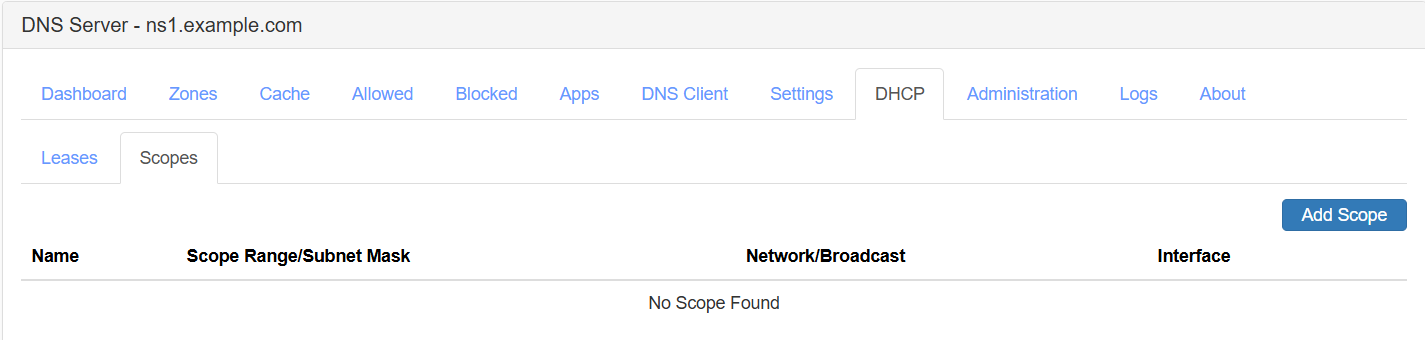 DNS Server - ns1.example.com
Dashboard Zones Cache Allowed Blocked Apps DNS Client Settings DHCP Administration Logs About
Leases Scopes
Add Scope
Name Scope Range/Subnet Mask Network/Broadcast Interface
No Scope Found